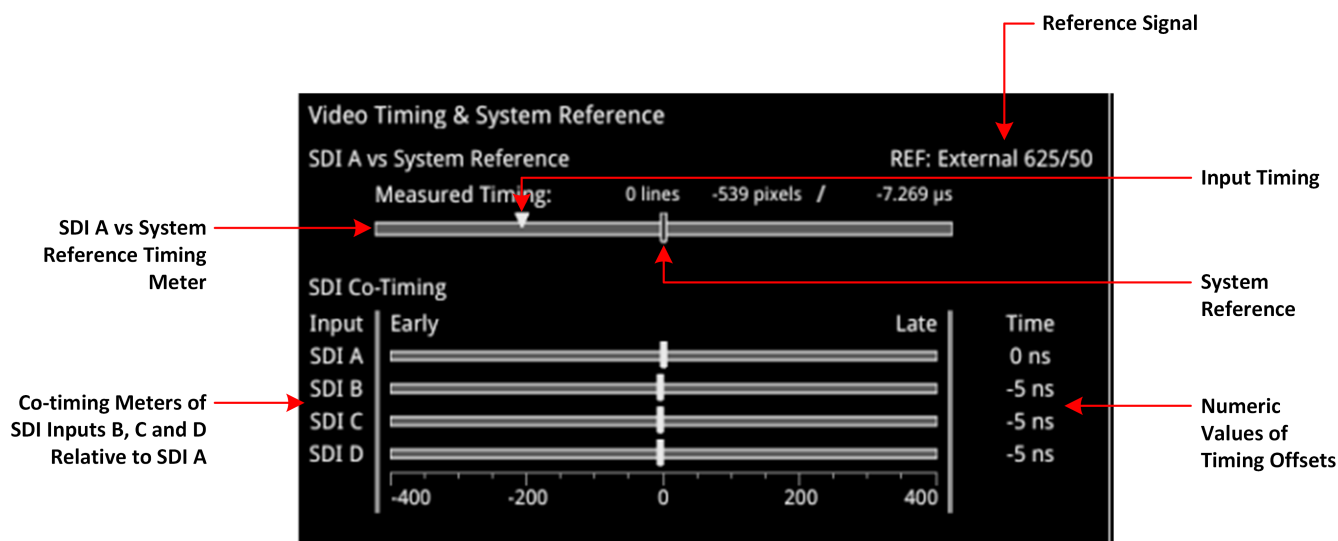 Reference Signal
Video Timing & System Reference
SDI A vs System Reference
REF: External 625/50
Measured Timing: 0 lines -539 pixels / -7.269 µs
Input Timing
SDI A vs System
Reference Timing
Meter
System
Reference
SDI Co-Timing
Input Early Late Time
SDI A 0 ns
SDI B -5 ns
SDI C -5 ns
SDI D -5 ns
-400 -200 0 200 400
Co-timing Meters of
SDI Inputs B, C and D
Relative to SDI A
Numeric
Values of
Timing Offsets